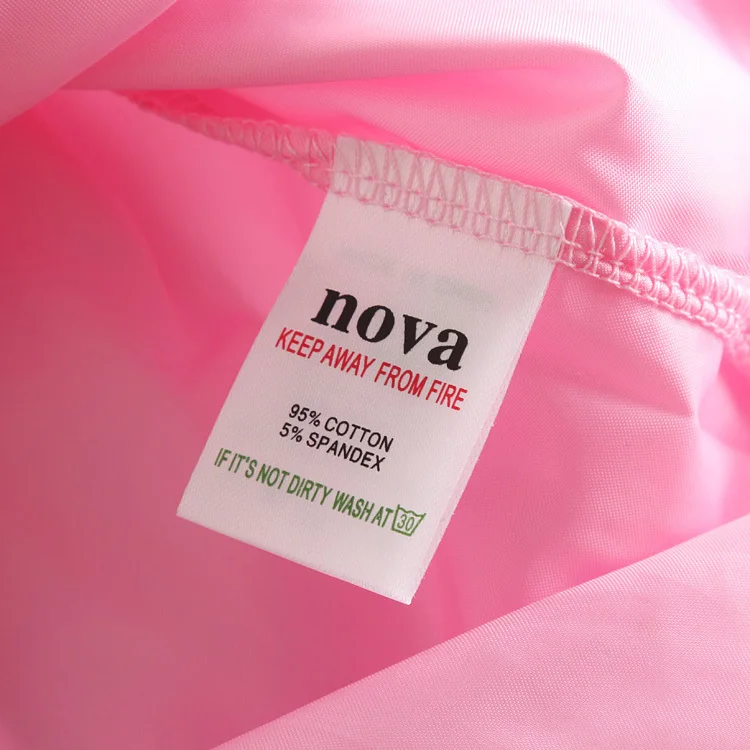 nova
KEEP AWAY FROM FIRE
95% COTTON
5% SPANDEX
IF IT'S NOT DIRTY WASH AT 30